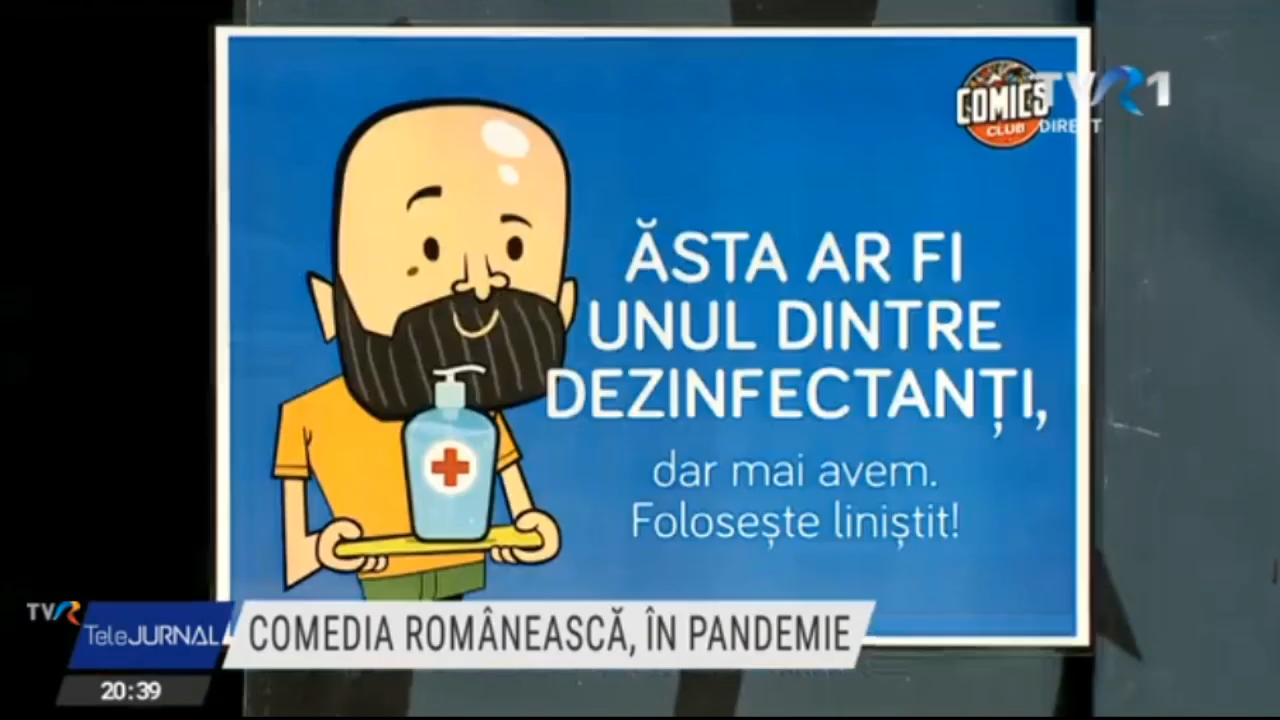 COMICS
CLUB
TVR1
DIRECT
ĂSTA AR FI
UNUL DINTRE
DEZINFECTANȚI,
dar mai avem.
Folosește liniștit!
TVR
TeleJURNAL
COMEDIA ROMÂNEASCĂ, ÎN PANDEMIE
20:39